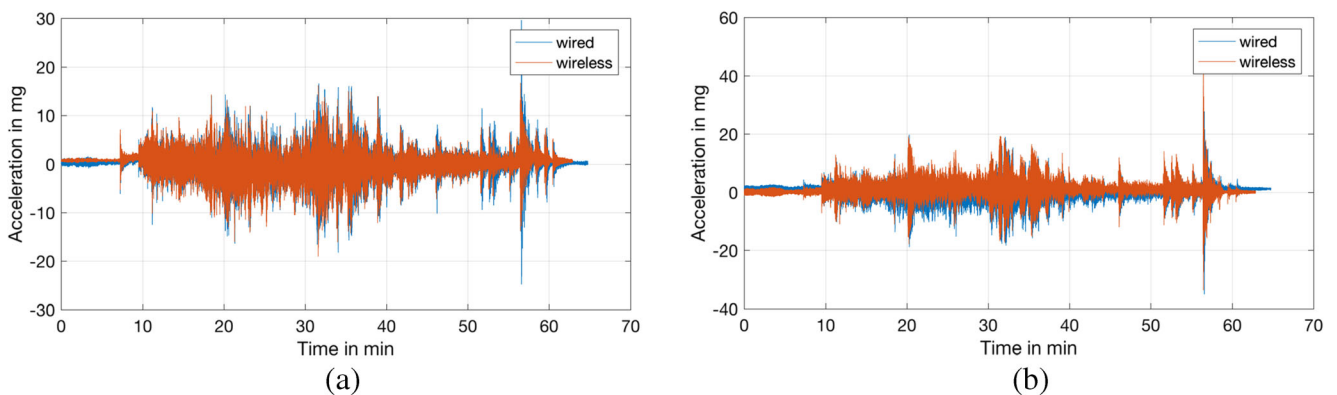 30
20
10
0
-10
-20
-30
Acceleration in mg
wired
wireless
0 10 20 30 40 50 60 70
Time in min
(a)
60
40
20
0
-20
-40
Acceleration in mg
wired
wireless
0 10 20 30 40 50 60 70
Time in min
(b)